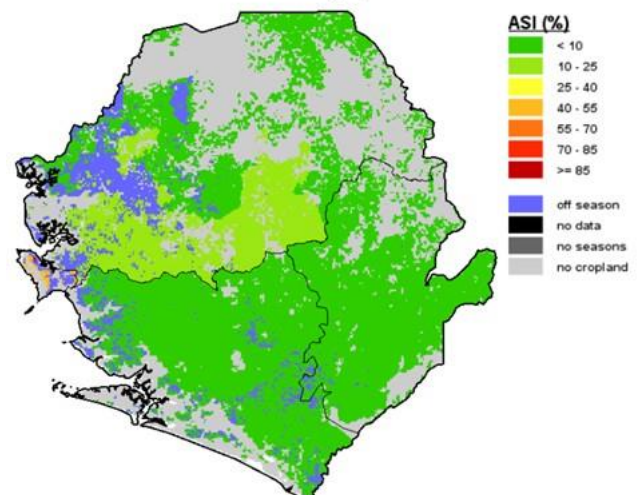 ASI (%)
< 10
10 - 25
25 - 40
40 - 55
55 - 70
70 - 85
>= 85
off season
no data
no seasons
no cropland